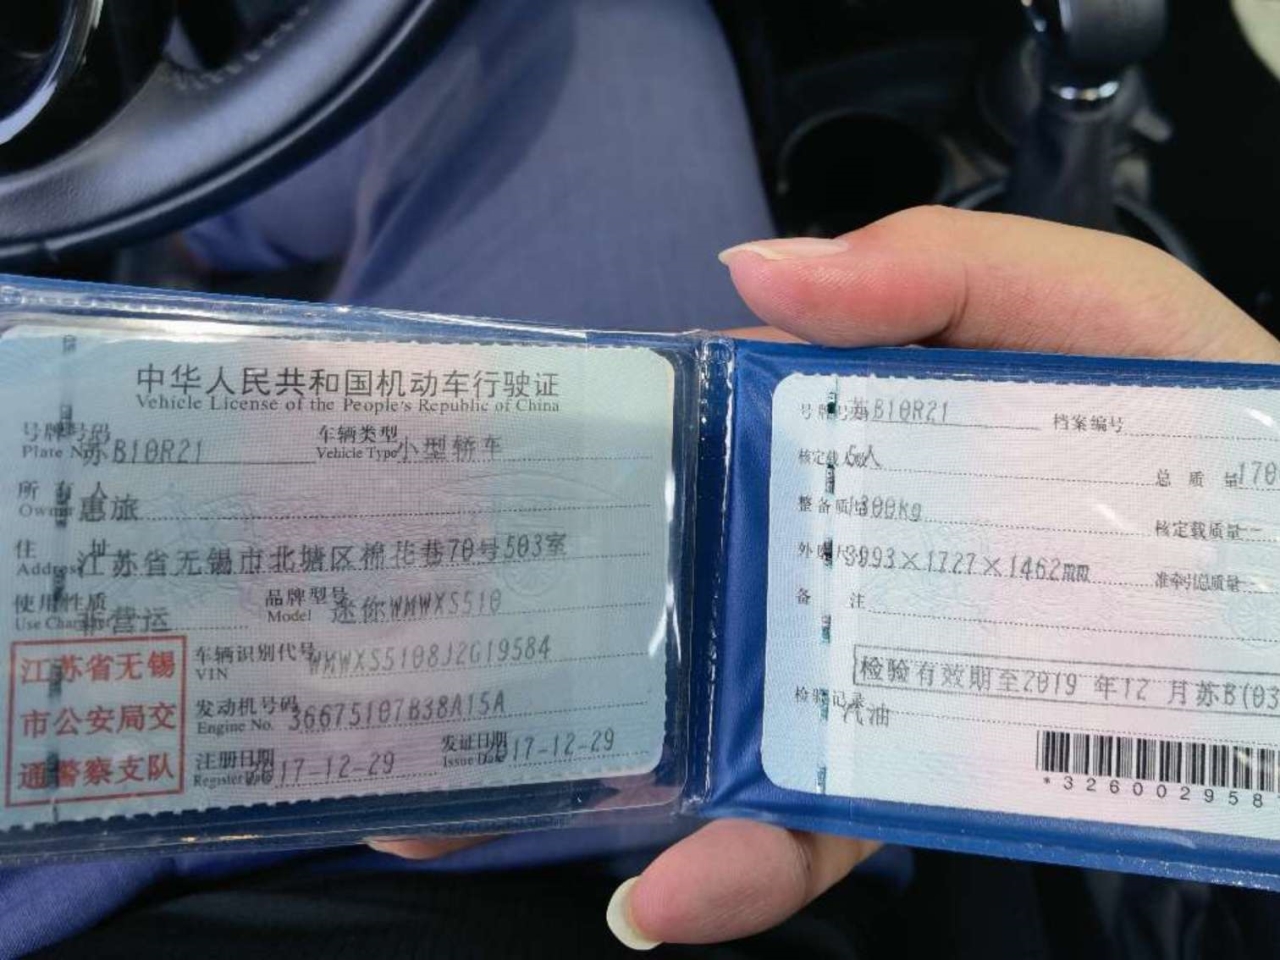 中华人民共和国机动车行驶证
Vehicle License of the People's Republic of China
号牌号码 苏B10R21 车辆类型 小型轿车
Plate No. Vehicle Type
所有人 惠旅
Owner
住址 江苏省无锡市北塘区棉花巷70号503室
Address
使用性质 非营运 品牌型号 迷你WMWXS510
Use Character Model
江苏省无锡
市公安局交
通警察支队
车辆识别代号 WMWXS5108J2G19584
VIN
发动机号码 36675107B38A15A
Engine No.
注册日期 2017-12-29 发证日期 2017-12-29
Register Date Issue Date
号牌号码 苏B10R21 档案编号
核定载人数 5人 总质量 170
整备质量 1300kg 核定载质量 --
外廓尺寸 3993×1727×1462mm 准牵引总质量 --
备注
检验有效期至2019年12月苏B(03
检验记录
汽油
*326002958